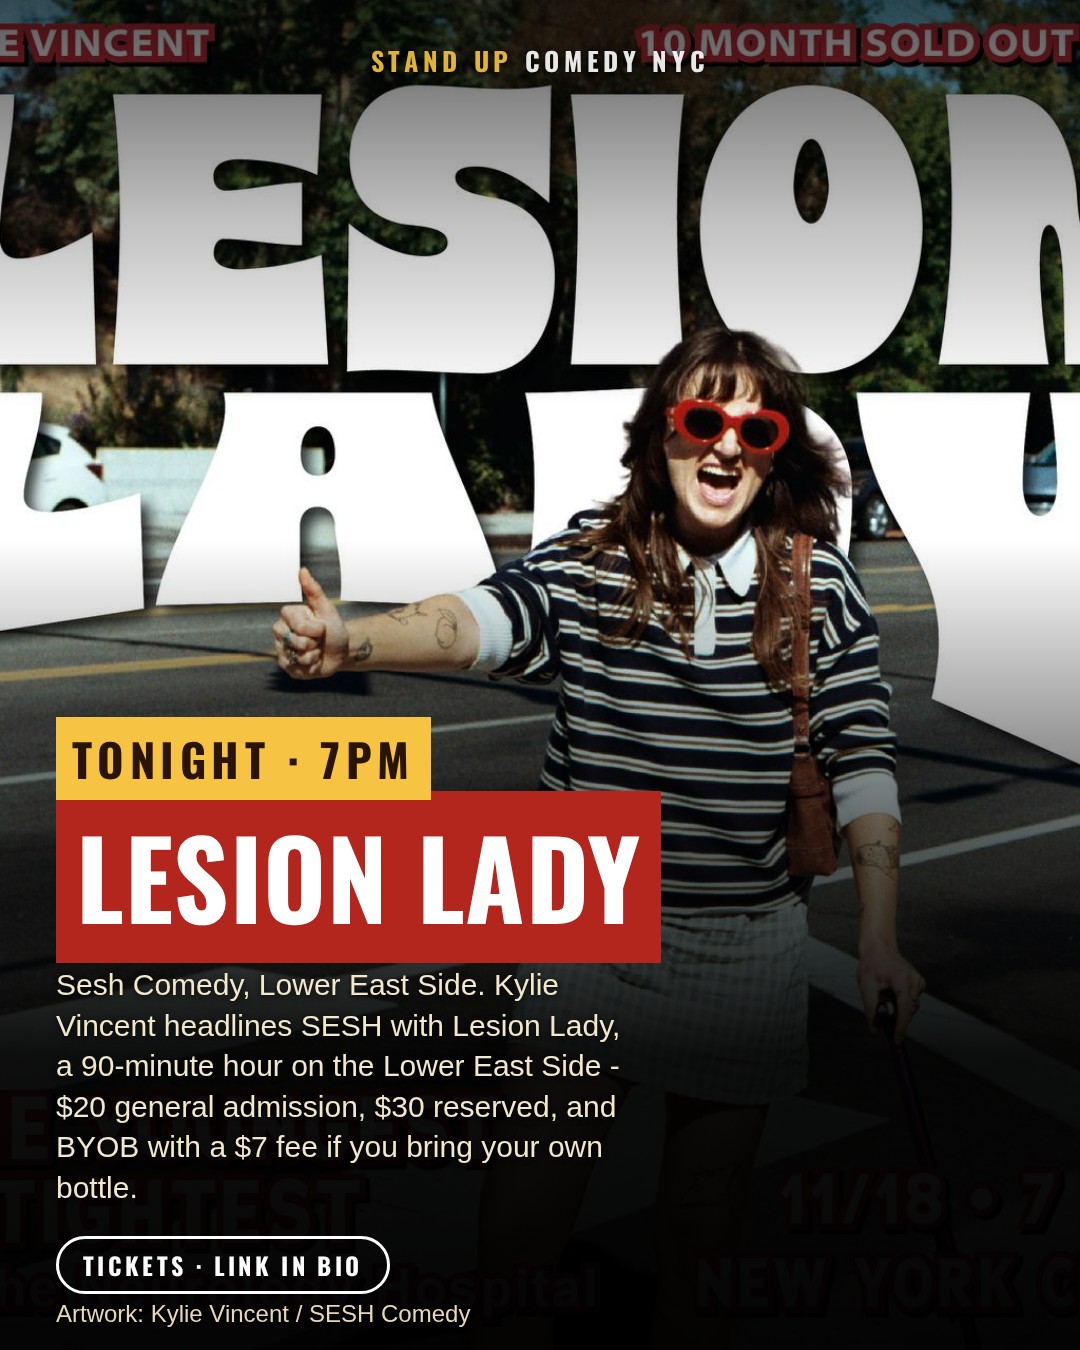 E VINCENT
10 MONTH SOLD OUT
STAND UP COMEDY NYC
LESION
LADY
TONIGHT · 7PM
LESION LADY
Sesh Comedy, Lower East Side. Kylie
Vincent headlines SESH with Lesion Lady,
a 90-minute hour on the Lower East Side -
$20 general admission, $30 reserved, and
BYOB with a $7 fee if you bring your own
bottle.
TIGHTEST
11/18 • 7
TICKETS · LINK IN BIO
Hospital
NEW YORK C
Artwork: Kylie Vincent / SESH Comedy